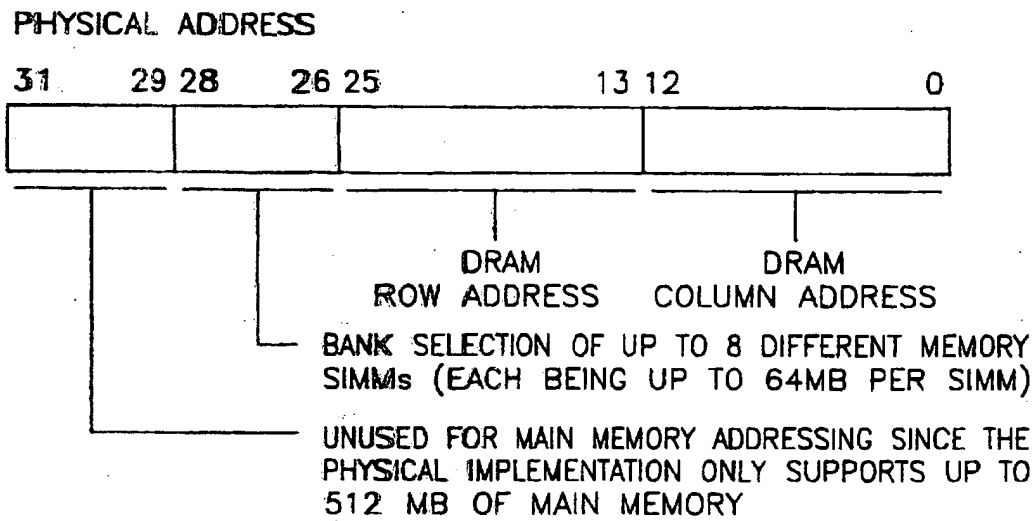 PHYSICAL ADDRESS
31 29 28 26 25 13 12 0
DRAM ROW ADDRESS
DRAM COLUMN ADDRESS
BANK SELECTION OF UP TO 8 DIFFERENT MEMORY
SIMMs (EACH BEING UP TO 64MB PER SIMM)
UNUSED FOR MAIN MEMORY ADDRESSING SINCE THE
PHYSICAL IMPLEMENTATION ONLY SUPPORTS UP TO
512 MB OF MAIN MEMORY